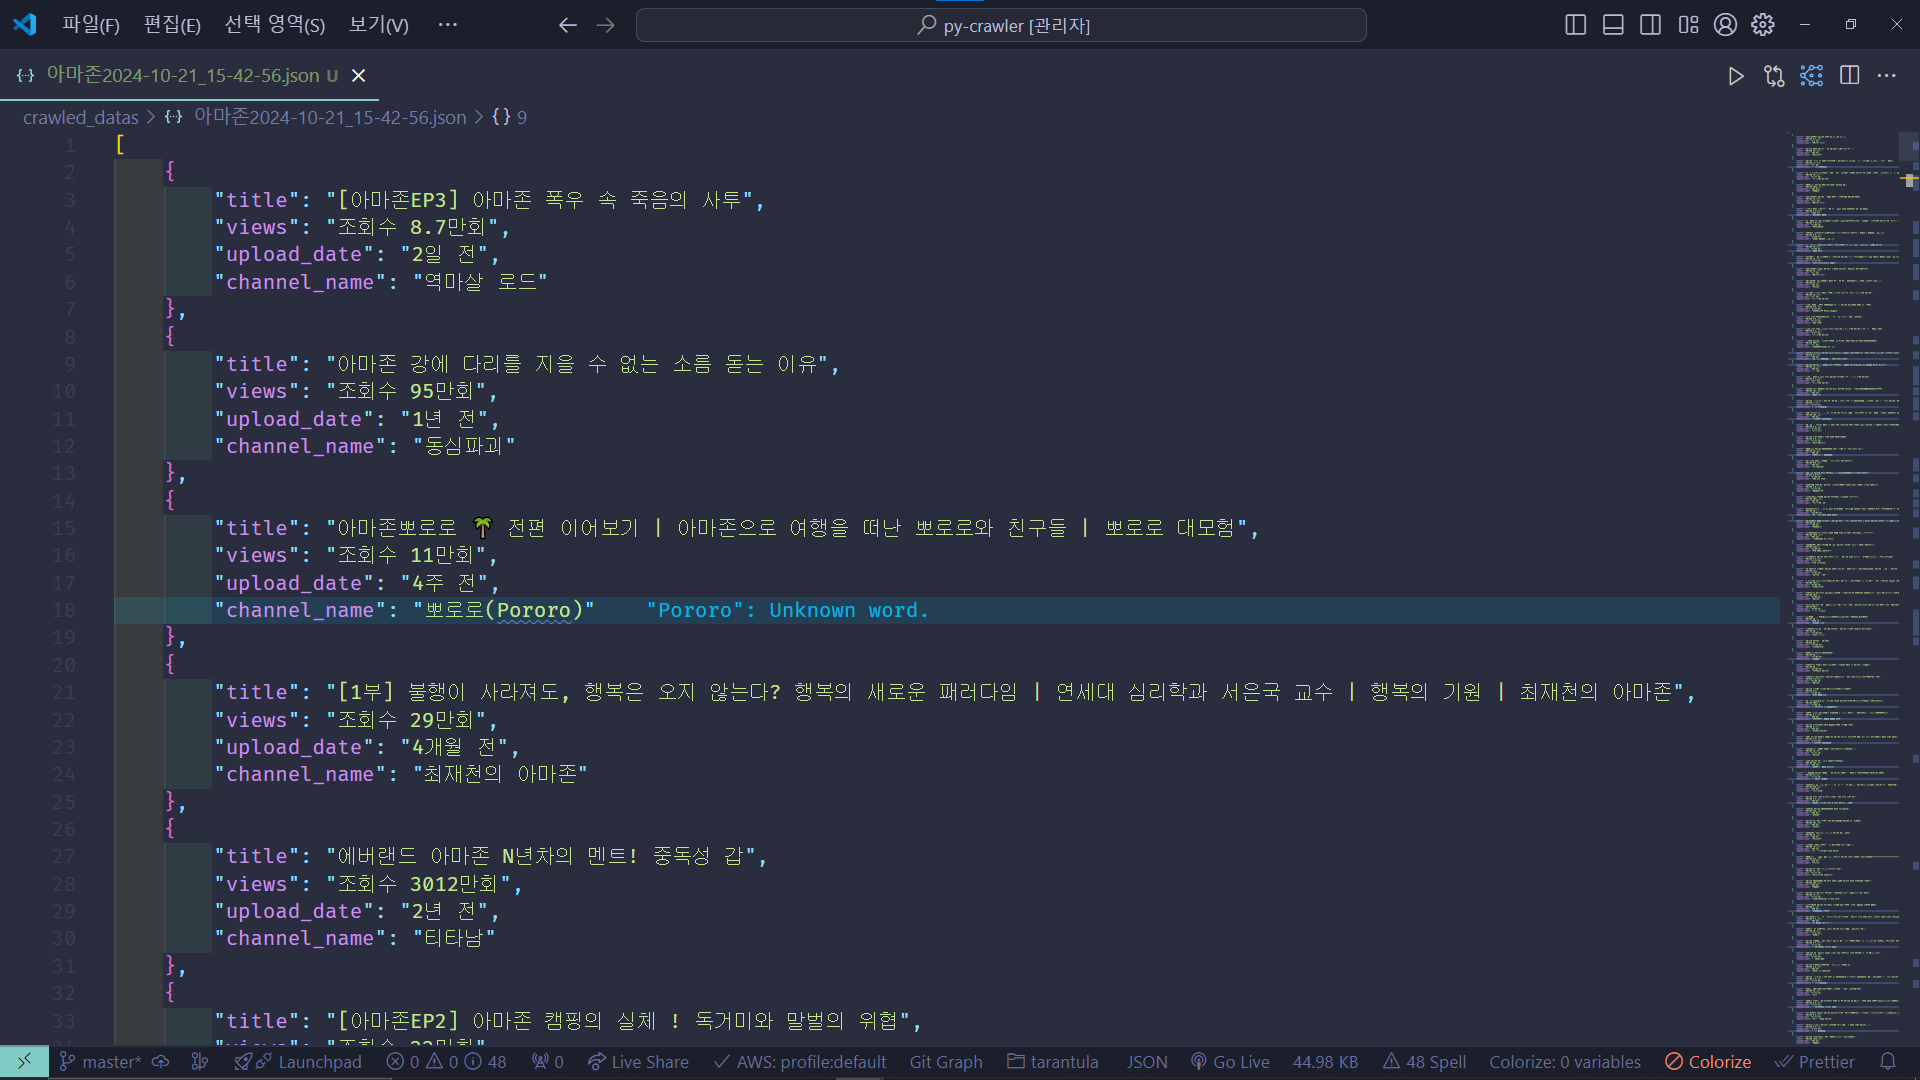 파일(F) 편집(E) 선택 영역(S) 보기(V) ··· py-crawler [관리자]
아마존2024-10-21_15-42-56.json U
crawled_datas > 아마존2024-10-21_15-42-56.json > {} 9
1 [
2 {
3 "title": "[아마존EP3] 아마존 폭우 속 죽음의 사투",
4 "views": "조회수 8.7만회",
5 "upload_date": "2일 전",
6 "channel_name": "역마살 로드"
7 },
8 {
9 "title": "아마존 강에 다리를 지을 수 없는 소름 돋는 이유",
10 "views": "조회수 95만회",
11 "upload_date": "1년 전",
12 "channel_name": "동심파괴"
13 },
14 {
15 "title": "아마존뽀로로 🌴 전편 이어보기 | 아마존으로 여행을 떠난 뽀로로와 친구들 | 뽀로로 대모험",
16 "views": "조회수 11만회",
17 "upload_date": "4주 전",
18 "channel_name": "뽀로로(Pororo)" "Pororo": Unknown word.
19 },
20 {
21 "title": "[1부] 불행이 사라져도, 행복은 오지 않는다? 행복의 새로운 패러다임 | 연세대 심리학과 서은국 교수 | 행복의 기원 | 최재천의 아마존",
22 "views": "조회수 29만회",
23 "upload_date": "4개월 전",
24 "channel_name": "최재천의 아마존"
25 },
26 {
27 "title": "에버랜드 아마존 N년차의 멘트! 중독성 갑",
28 "views": "조회수 3012만회",
29 "upload_date": "2년 전",
30 "channel_name": "티타남"
31 },
32 {
33 "title": "[아마존EP2] 아마존 캠핑의 실체 ! 독거미와 말벌의 위협",
master* Launchpad 0 0 48 0 Live Share AWS: profile:default Git Graph tarantula JSON Go Live 44.98 KB 48 Spell Colorize: 0 variables Colorize Prettier